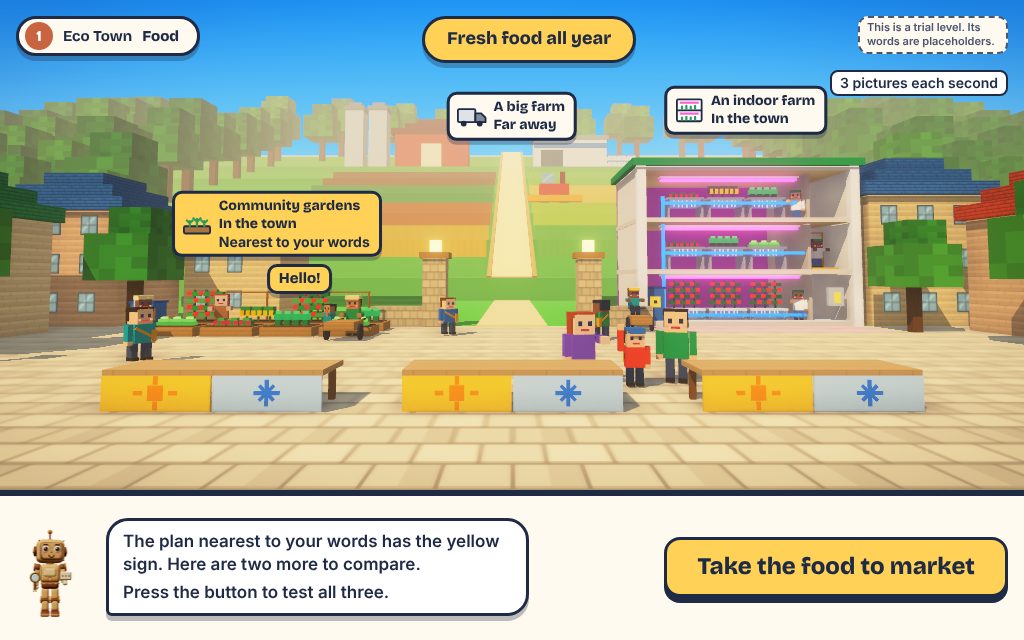 1 Eco Town Food
Fresh food all year
This is a trial level. Its
words are placeholders.
3 pictures each second
A big farm
Far away
An indoor farm
In the town
Community gardens
In the town
Nearest to your words
Hello!
The plan nearest to your words has the yellow
sign. Here are two more to compare.
Press the button to test all three.
Take the food to market